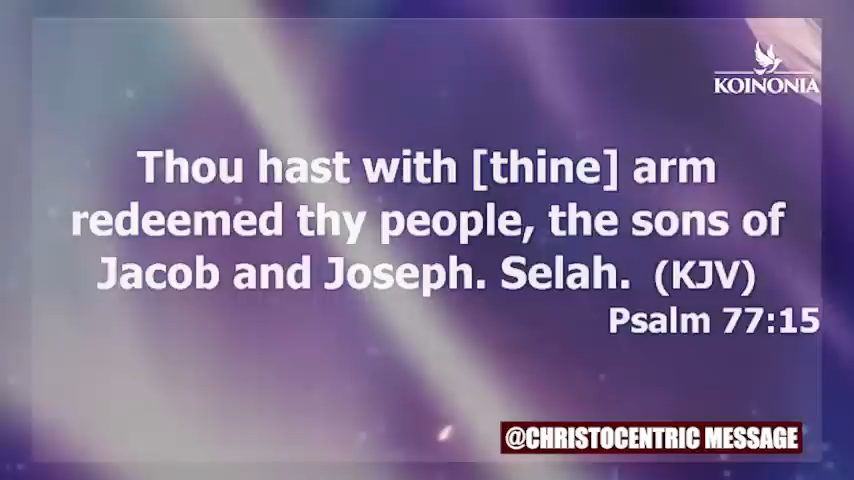 KOINONIA
Thou hast with [thine] arm
redeemed thy people, the sons of
Jacob and Joseph. Selah. (KJV)
Psalm 77:15
@CHRISTOCENTRIC MESSAGE